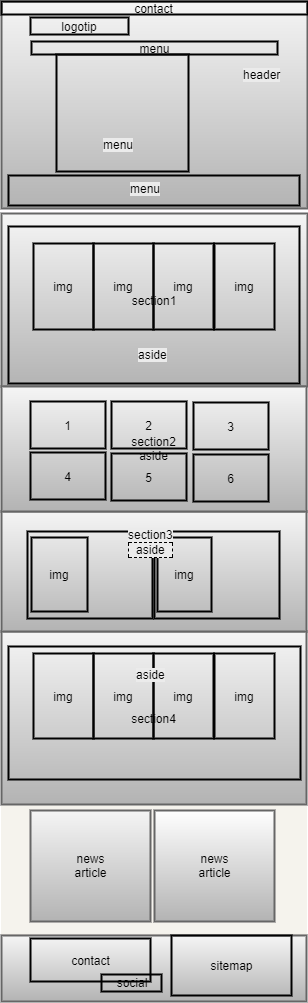 contact
logotip
menu
header
menu
menu
img
img
img
img
section1
aside
1
2
3
section2
aside
4
5
6
section3
aside
img
img
aside
img
img
img
img
section4
news
article
news
article
contact
sitemap
social